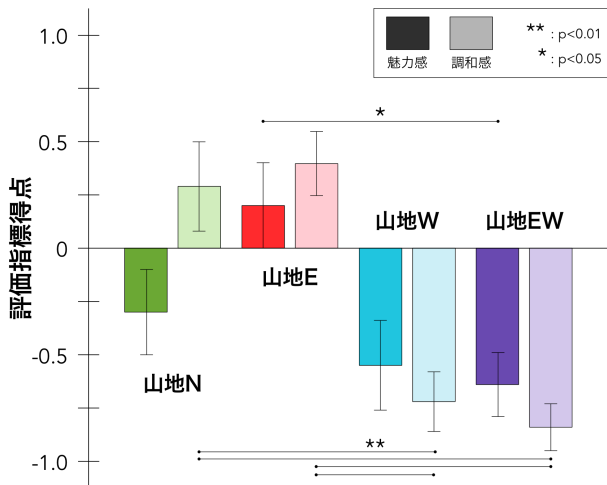 1.0
0.5
0
-0.5
-1.0
評価指標得点
魅力感
調和感
** : p<0.01
* : p<0.05
*
山地W
山地EW
山地E
山地N
**